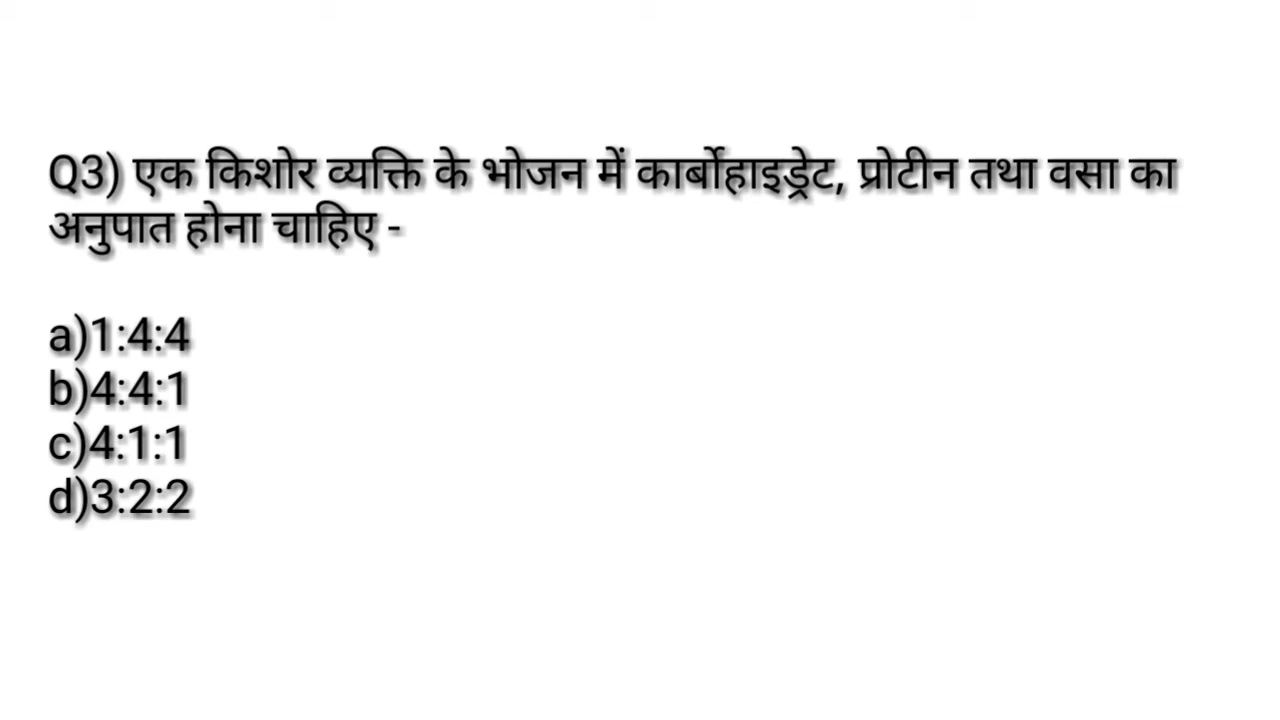 Q3) एक किशोर व्यक्ति के भोजन में कार्बोहाइड्रेट, प्रोटीन तथा वसा का
अनुपात होना चाहिए -
a)1:4:4
b)4:4:1
c)4:1:1
d)3:2:2